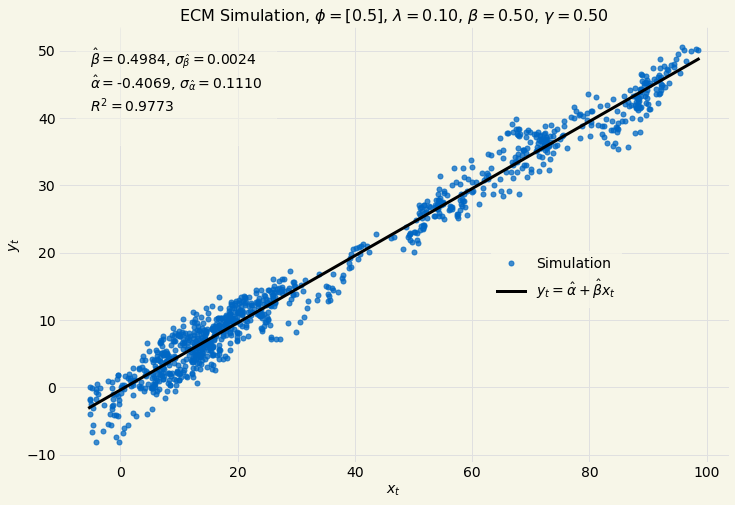 ECM Simulation, ϕ = [0.5], λ = 0.10, β = 0.50, γ = 0.50
β̂ = 0.4984, σ_β̂ = 0.0024
α̂ = -0.4069, σ_α̂ = 0.1110
R² = 0.9773
50
40
30
20
10
0
−10
y_t
Simulation
y_t = α̂ + β̂x_t
0 20 40 60 80 100
x_t